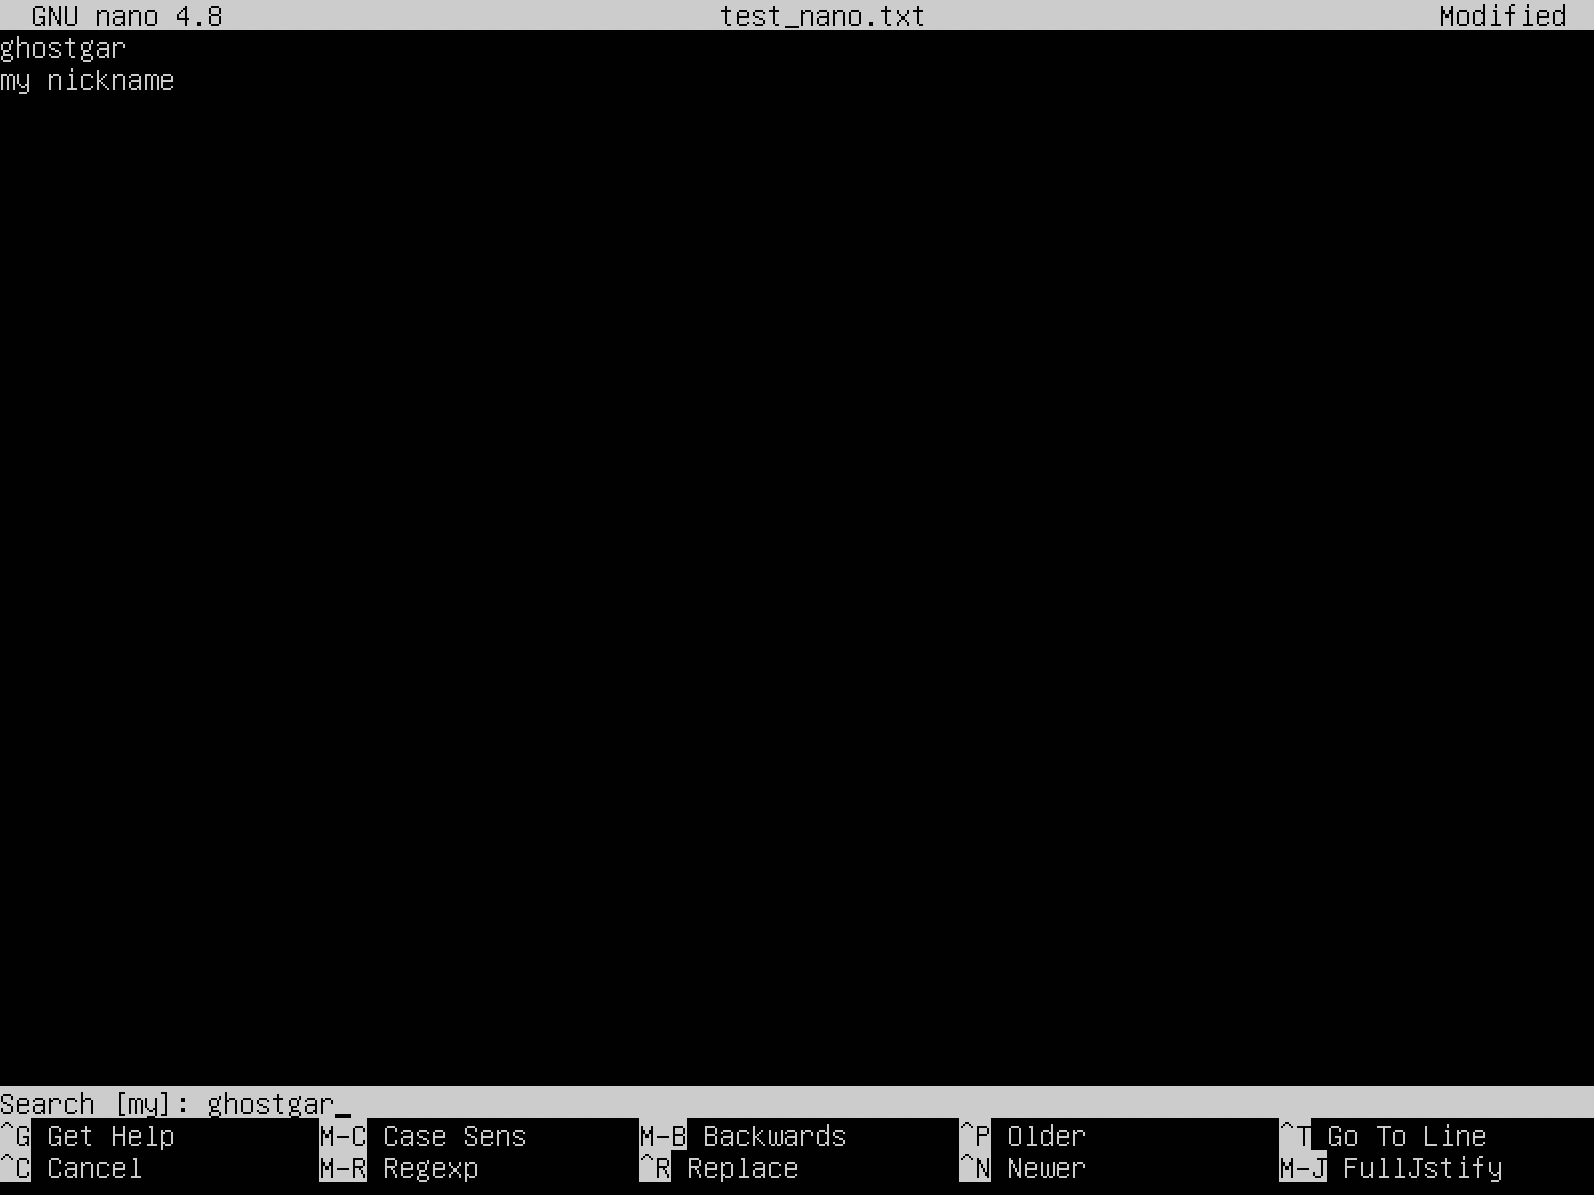 GNU nano 4.8 test_nano.txt Modified
ghostgar
my nickname
Search [my]: ghostgar_
^G Get Help M-C Case Sens M-B Backwards ^P Older ^T Go To Line
^C Cancel M-R Regexp ^R Replace ^N Newer M-J FullJstify